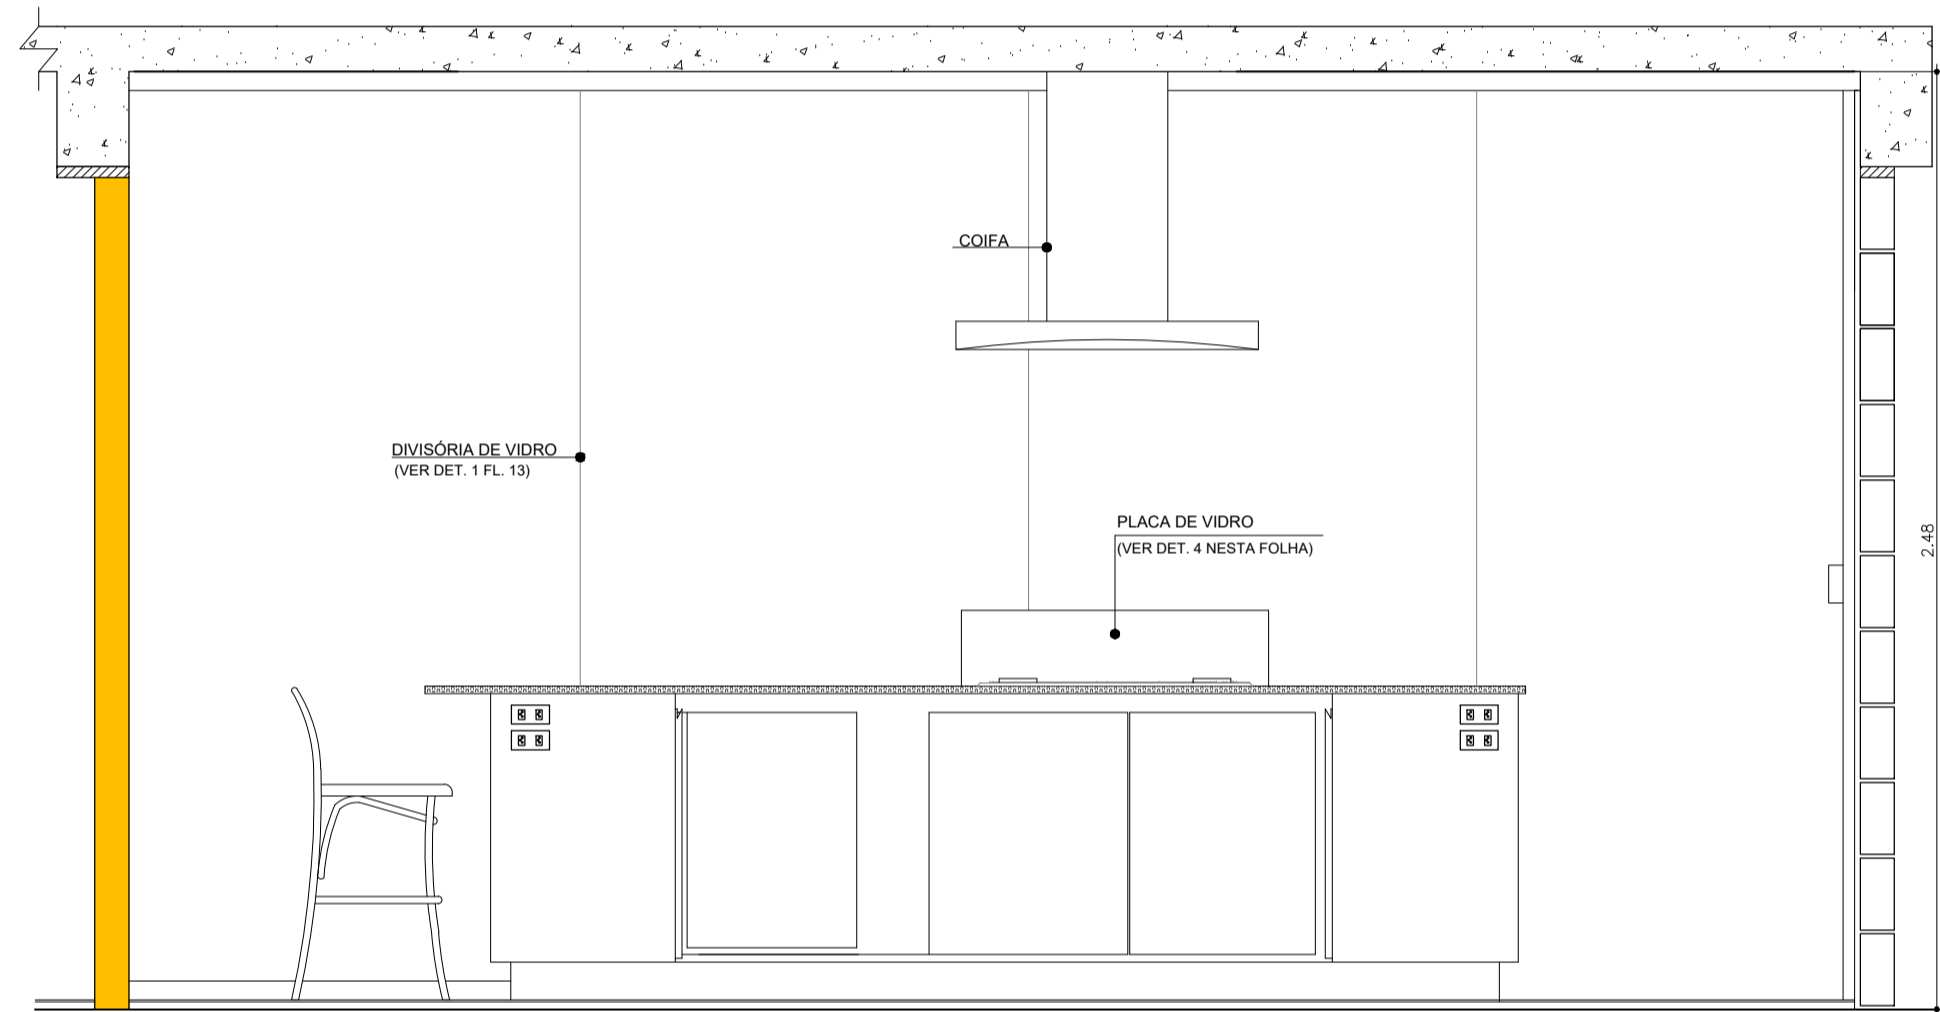 COIFA
DIVISÓRIA DE VIDRO
(VER DET. 1 FL. 13)
PLACA DE VIDRO
(VER DET. 4 NESTA FOLHA)
2.48